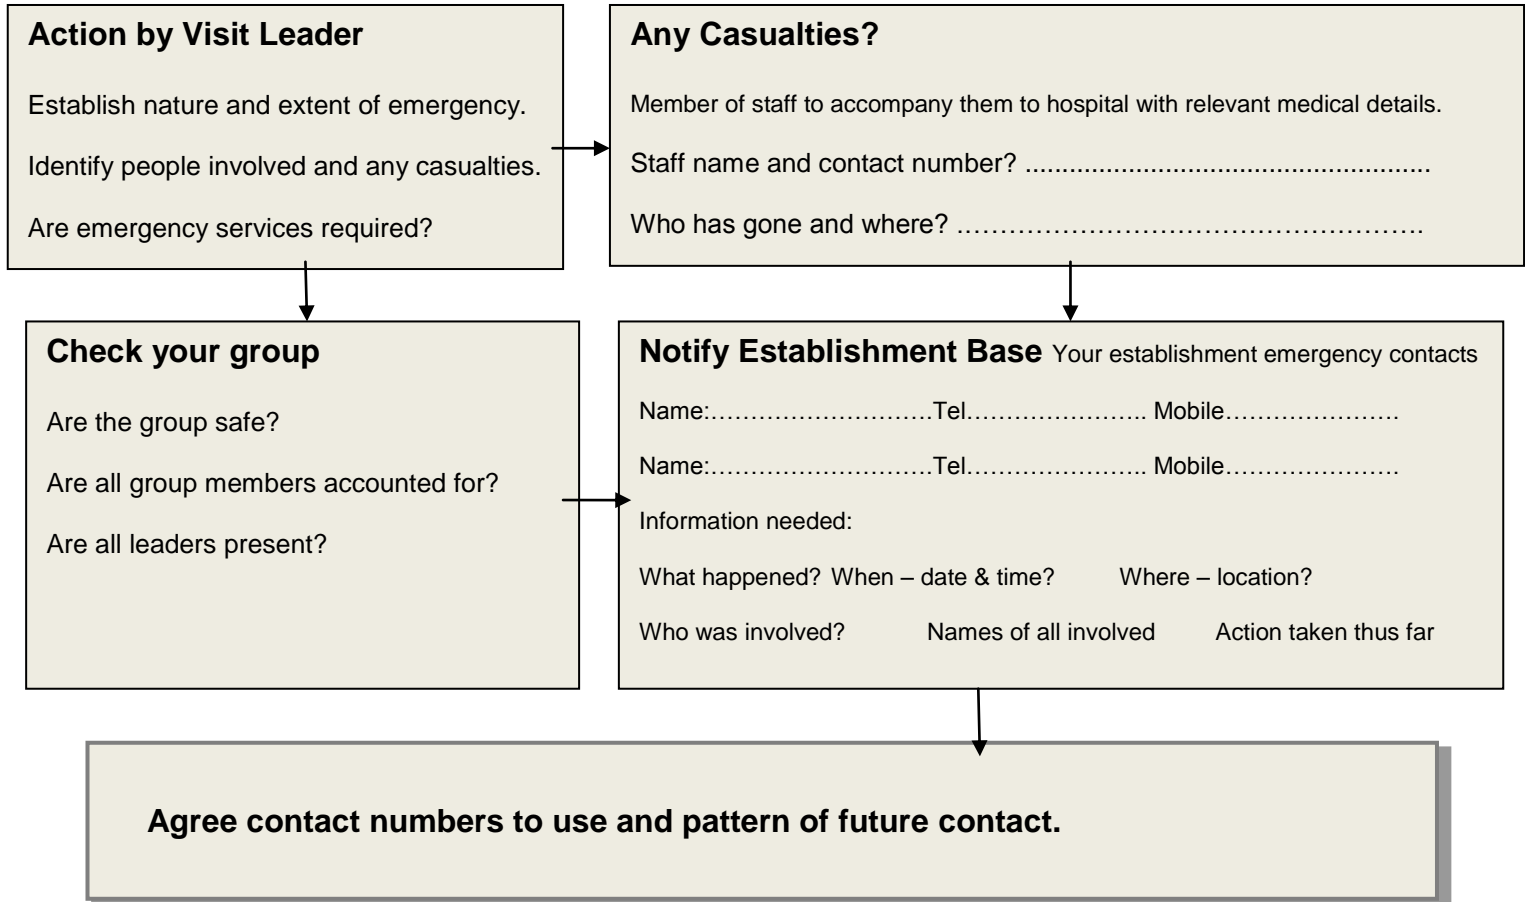 Action by Visit Leader
Establish nature and extent of emergency.
Identify people involved and any casualties.
Are emergency services required?
Any Casualties?
Member of staff to accompany them to hospital with relevant medical details.
Staff name and contact number? .......................................................
Who has gone and where? ……………………………………………….
Check your group
Are the group safe?
Are all group members accounted for?
Are all leaders present?
Notify Establishment Base Your establishment emergency contacts
Name:……………………….Tel………………….. Mobile………………….
Name:……………………….Tel………………….. Mobile………………….
Information needed:
What happened? When – date & time? Where – location?
Who was involved? Names of all involved Action taken thus far
Agree contact numbers to use and pattern of future contact.